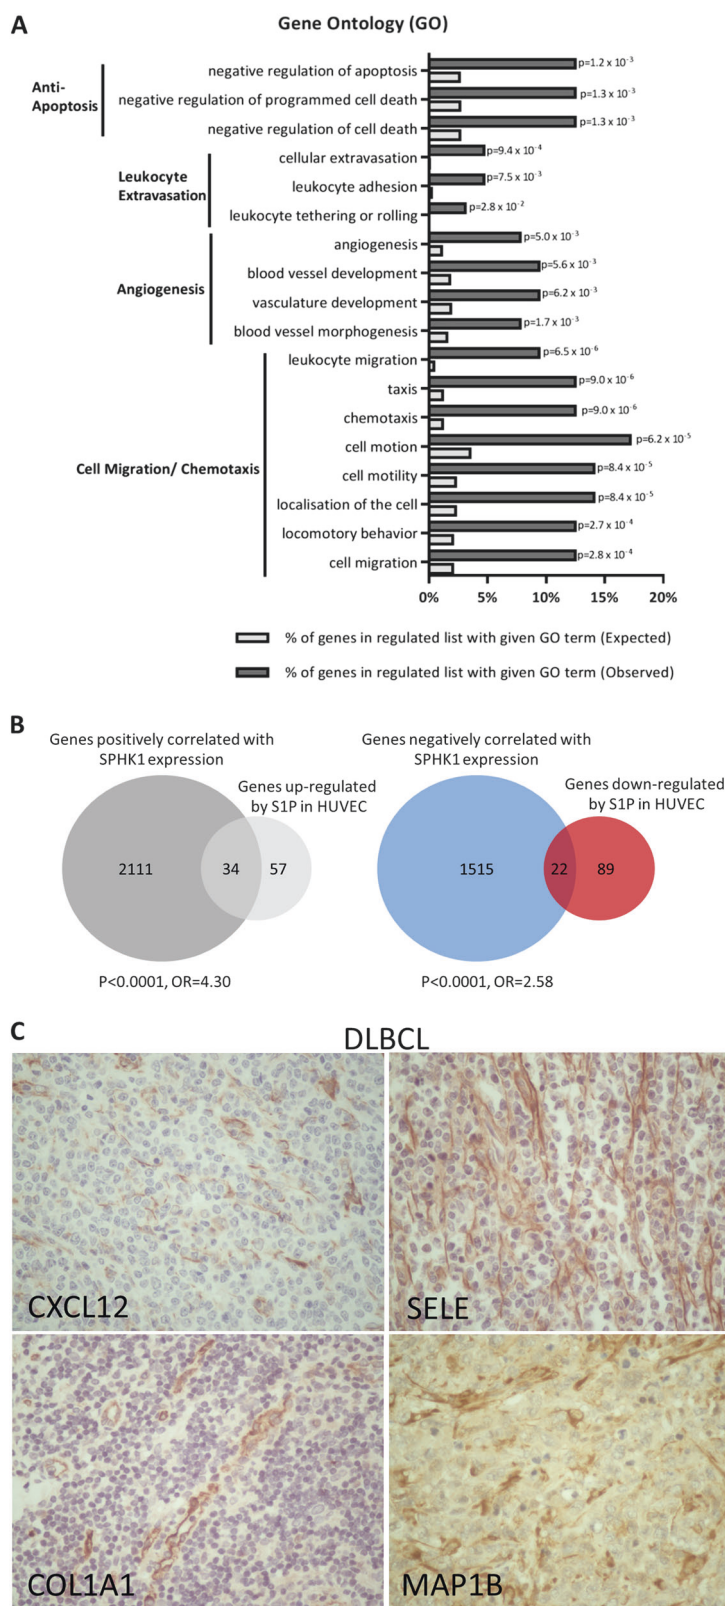 A
Gene Ontology (GO)
Anti-
Apoptosis
negative regulation of apoptosis
p=1.2 x 10-3
negative regulation of programmed cell death
p=1.3 x 10-3
negative regulation of cell death
p=1.3 x 10-3
Leukocyte
Extravasation
cellular extravasation
p=9.4 x 10-4
leukocyte adhesion
p=7.5 x 10-3
leukocyte tethering or rolling
p=2.8 x 10-2
Angiogenesis
angiogenesis
p=5.0 x 10-3
blood vessel development
p=5.6 x 10-3
vasculature development
p=6.2 x 10-3
blood vessel morphogenesis
p=1.7 x 10-3
Cell Migration/ Chemotaxis
leukocyte migration
p=6.5 x 10-6
taxis
p=9.0 x 10-6
chemotaxis
p=9.0 x 10-6
cell motion
p=6.2 x 10-5
cell motility
p=8.4 x 10-5
localisation of the cell
p=8.4 x 10-5
locomotory behavior
p=2.7 x 10-4
cell migration
p=2.8 x 10-4
0% 5% 10% 15% 20%
% of genes in regulated list with given GO term (Expected)
% of genes in regulated list with given GO term (Observed)
B
Genes positively correlated with
SPHK1 expression
Genes up-regulated
by S1P in HUVEC
2111 34 57
P<0.0001, OR=4.30
Genes negatively correlated with
SPHK1 expression
Genes down-regulated
by S1P in HUVEC
1515 22 89
P<0.0001, OR=2.58
C
DLBCL
CXCL12
SELE
COL1A1
MAP1B